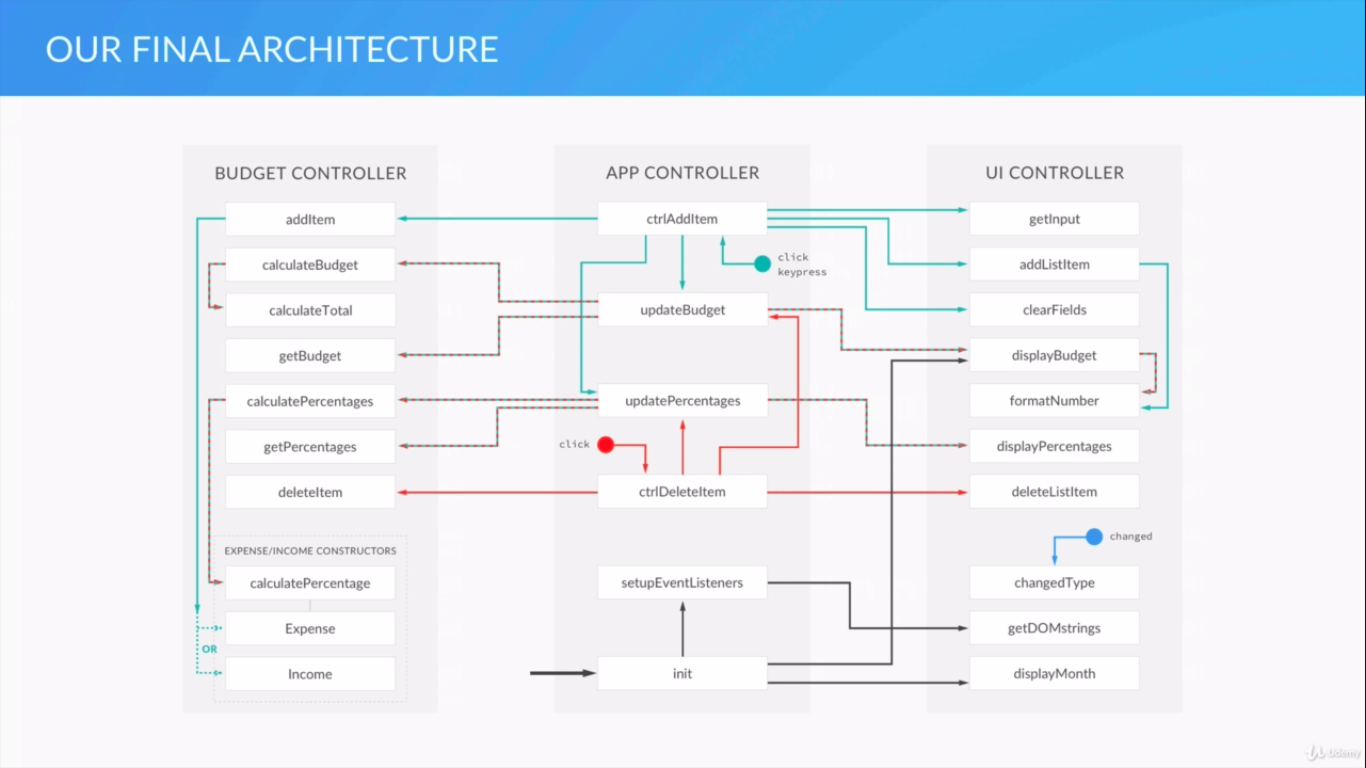 OUR FINAL ARCHITECTURE
BUDGET CONTROLLER
addItem
calculateBudget
calculateTotal
getBudget
calculatePercentages
getPercentages
deleteItem
EXPENSE/INCOME CONSTRUCTORS
calculatePercentage
Expense
OR
Income
APP CONTROLLER
ctrlAddItem
click
keypress
updateBudget
updatePercentages
click
ctrlDeleteItem
setupEventListeners
init
UI CONTROLLER
getInput
addListItem
clearFields
displayBudget
formatNumber
displayPercentages
deleteListItem
changed
changedType
getDOMstrings
displayMonth
Udemy